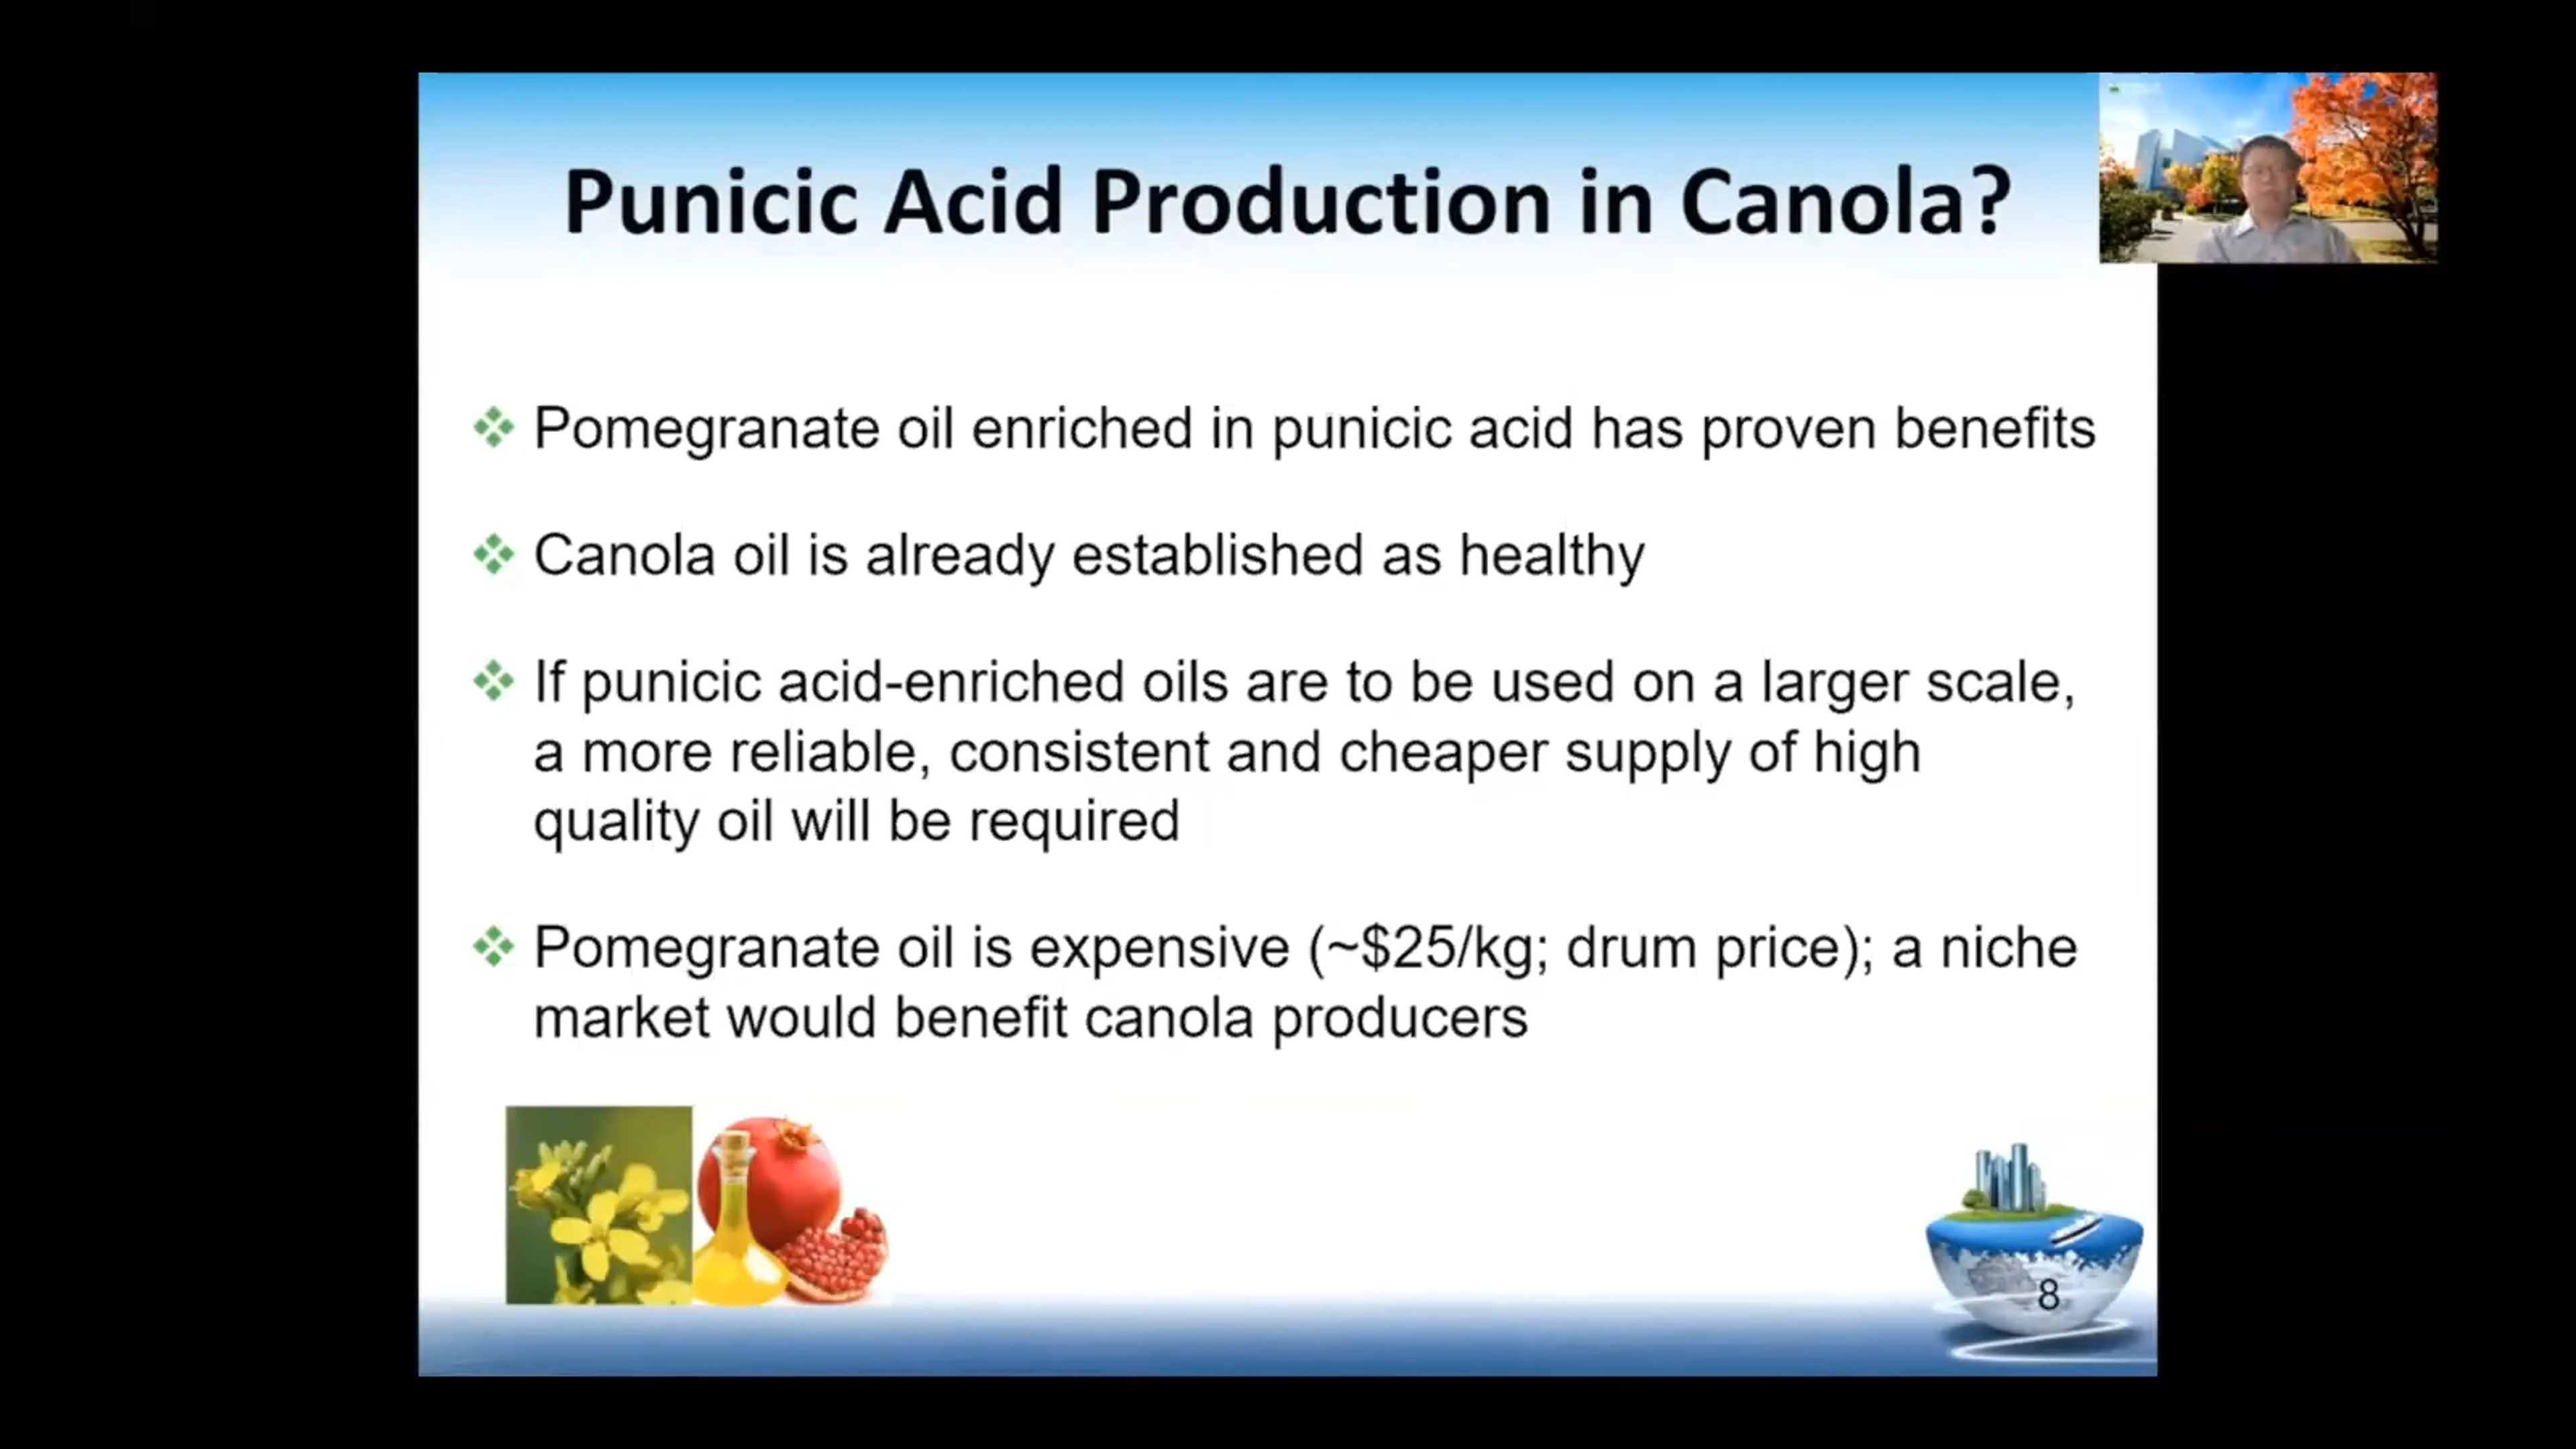 Punicic Acid Production in Canola?
Pomegranate oil enriched in punicic acid has proven benefits
Canola oil is already established as healthy
If punicic acid-enriched oils are to be used on a larger scale,
a more reliable, consistent and cheaper supply of high
quality oil will be required
Pomegranate oil is expensive (~$25/kg; drum price); a niche
market would benefit canola producers
8